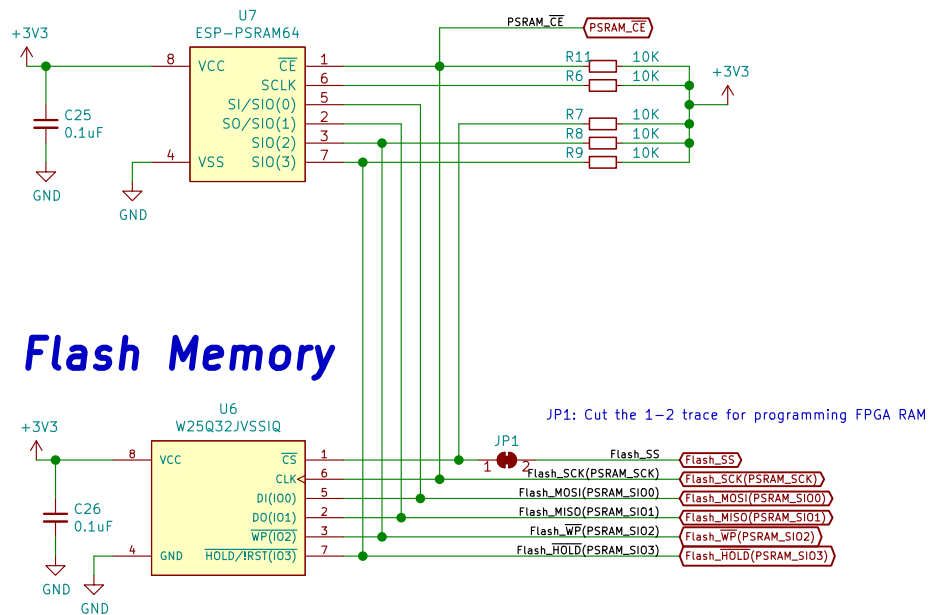 U7
ESP-PSRAM64
+3V3
8 VCC
CE 1
SCLK 6
SI/SIO(0) 5
SO/SIO(1) 2
SIO(2) 3
4 VSS
SIO(3) 7
C25
0.1uF
GND
GND
PSRAM_CE
PSRAM_CE
R11 10K
R6 10K
R7 10K
R8 10K
R9 10K
+3V3
Flash Memory
U6
W25Q32JVSSIQ
+3V3
8 VCC
CS 1
CLK 6
DI(IO0) 5
DO(IO1) 2
WP(IO2) 3
4 GND
HOLD/!RST(IO3) 7
C26
0.1uF
GND
GND
JP1: Cut the 1-2 trace for programming FPGA RAM
JP1
1 2
Flash_SS
Flash_SS
Flash_SCK(PSRAM_SCK)
Flash_SCK(PSRAM_SCK)
Flash_MOSI(PSRAM_SIO0)
Flash_MOSI(PSRAM_SIO0)
Flash_MISO(PSRAM_SIO1)
Flash_MISO(PSRAM_SIO1)
Flash_WP(PSRAM_SIO2)
Flash_WP(PSRAM_SIO2)
Flash_HOLD(PSRAM_SIO3)
Flash_HOLD(PSRAM_SIO3)